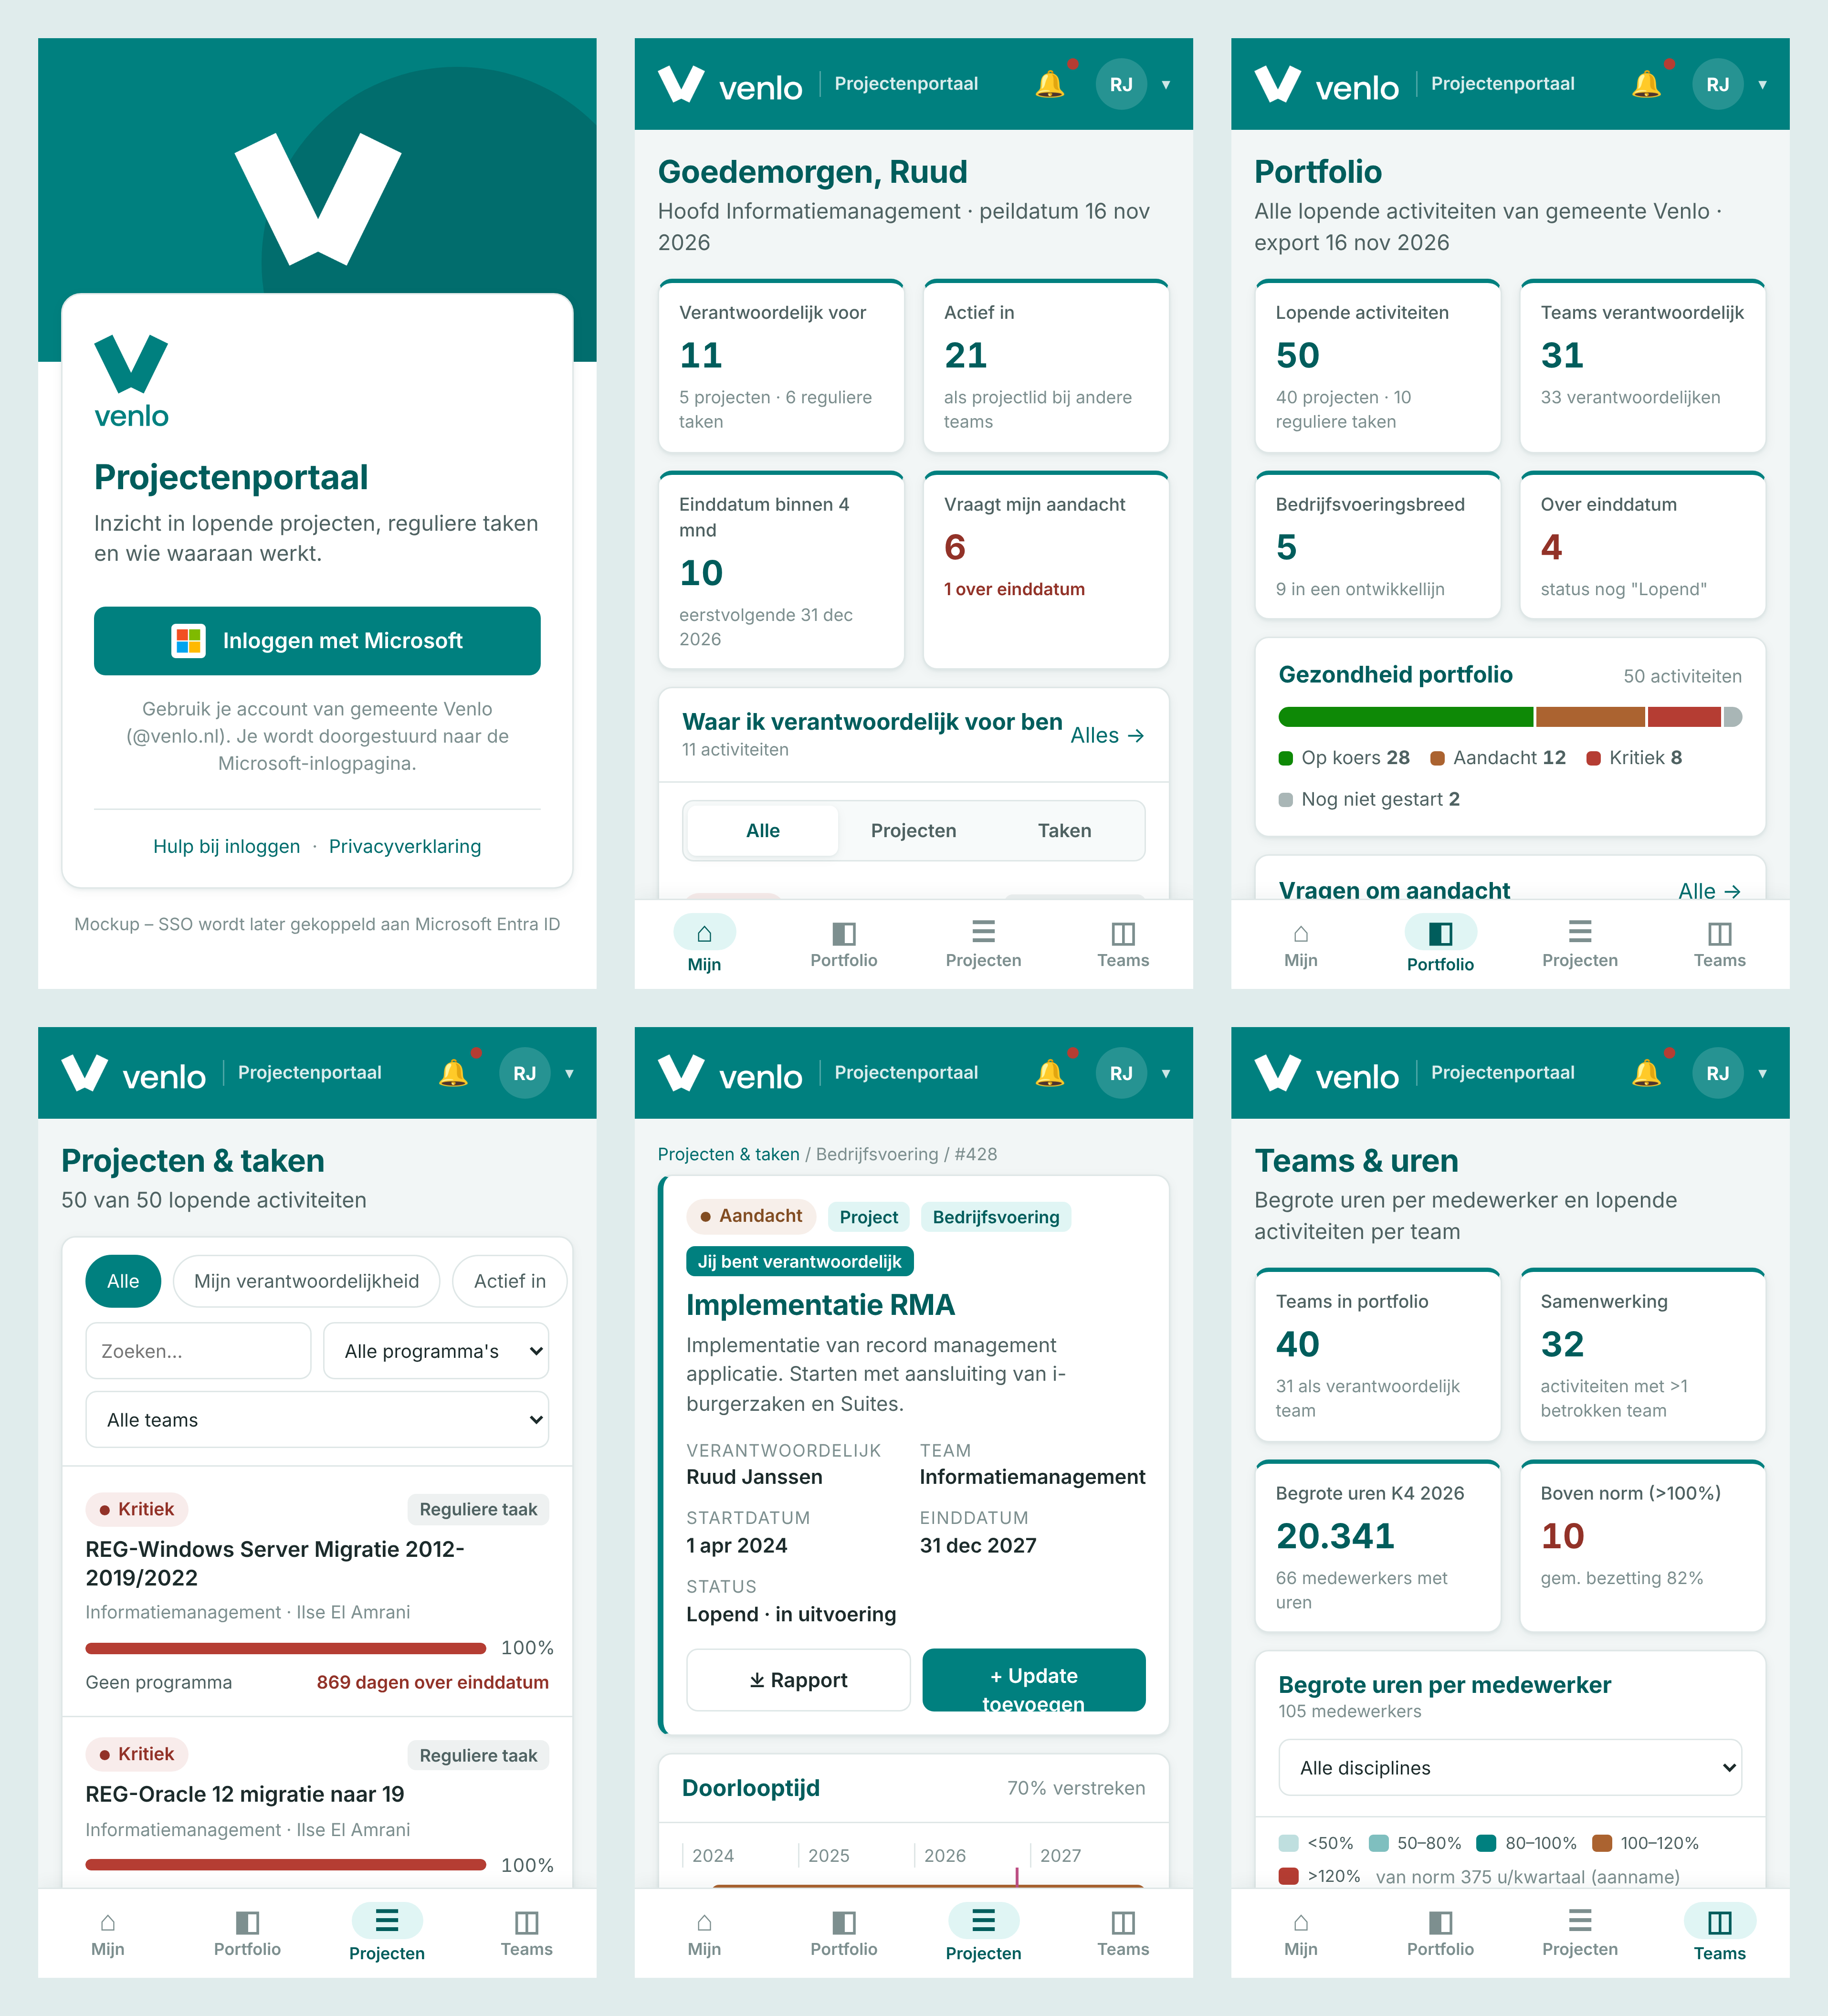 venlo
Projectenportaal
Inzicht in lopende projecten, reguliere taken
en wie waaraan werkt.
Inloggen met Microsoft
Gebruik je account van gemeente Venlo
(@venlo.nl). Je wordt doorgestuurd naar de
Microsoft-inlogpagina.
Hulp bij inloggen · Privacyverklaring
Mockup – SSO wordt later gekoppeld aan Microsoft Entra ID
venlo Projectenportaal RJ
Goedemorgen, Ruud
Hoofd Informatiemanagement · peildatum 16 nov
2026
Verantwoordelijk voor
11
5 projecten · 6 reguliere
taken
Actief in
21
als projectlid bij andere
teams
Einddatum binnen 4
mnd
10
eerstvolgende 31 dec
2026
Vraagt mijn aandacht
6
1 over einddatum
Waar ik verantwoordelijk voor ben
11 activiteiten
Alles →
Alle Projecten Taken
Mijn Portfolio Projecten Teams
venlo Projectenportaal RJ
Portfolio
Alle lopende activiteiten van gemeente Venlo ·
export 16 nov 2026
Lopende activiteiten
50
40 projecten · 10
reguliere taken
Teams verantwoordelijk
31
33 verantwoordelijken
Bedrijfsvoeringsbreed
5
9 in een ontwikkellijn
Over einddatum
4
status nog "Lopend"
Gezondheid portfolio 50 activiteiten
Op koers 28 Aandacht 12 Kritiek 8
Nog niet gestart 2
Vragen om aandacht Alle →
Mijn Portfolio Projecten Teams
venlo Projectenportaal RJ
Projecten & taken
50 van 50 lopende activiteiten
Alle Mijn verantwoordelijkheid Actief in
Zoeken... Alle programma's
Alle teams
Kritiek Reguliere taak
REG-Windows Server Migratie 2012-
2019/2022
Informatiemanagement · Ilse El Amrani
100%
Geen programma 869 dagen over einddatum
Kritiek Reguliere taak
REG-Oracle 12 migratie naar 19
Informatiemanagement · Ilse El Amrani
100%
Mijn Portfolio Projecten Teams
venlo Projectenportaal RJ
Projecten & taken / Bedrijfsvoering / #428
Aandacht Project Bedrijfsvoering
Jij bent verantwoordelijk
Implementatie RMA
Implementatie van record management
applicatie. Starten met aansluiting van i-
burgerzaken en Suites.
VERANTWOORDELIJK
Ruud Janssen
TEAM
Informatiemanagement
STARTDATUM
1 apr 2024
EINDDATUM
31 dec 2027
STATUS
Lopend · in uitvoering
Rapport
+ Update
toevoegen
Doorlooptijd 70% verstreken
2024 2025 2026 2027
Mijn Portfolio Projecten Teams
venlo Projectenportaal RJ
Teams & uren
Begrote uren per medewerker en lopende
activiteiten per team
Teams in portfolio
40
31 als verantwoordelijk
team
Samenwerking
32
activiteiten met >1
betrokken team
Begrote uren K4 2026
20.341
66 medewerkers met
uren
Boven norm (>100%)
10
gem. bezetting 82%
Begrote uren per medewerker
105 medewerkers
Alle disciplines
<50% 50–80% 80–100% 100–120%
>120% van norm 375 u/kwartaal (aanname)
Mijn Portfolio Projecten Teams